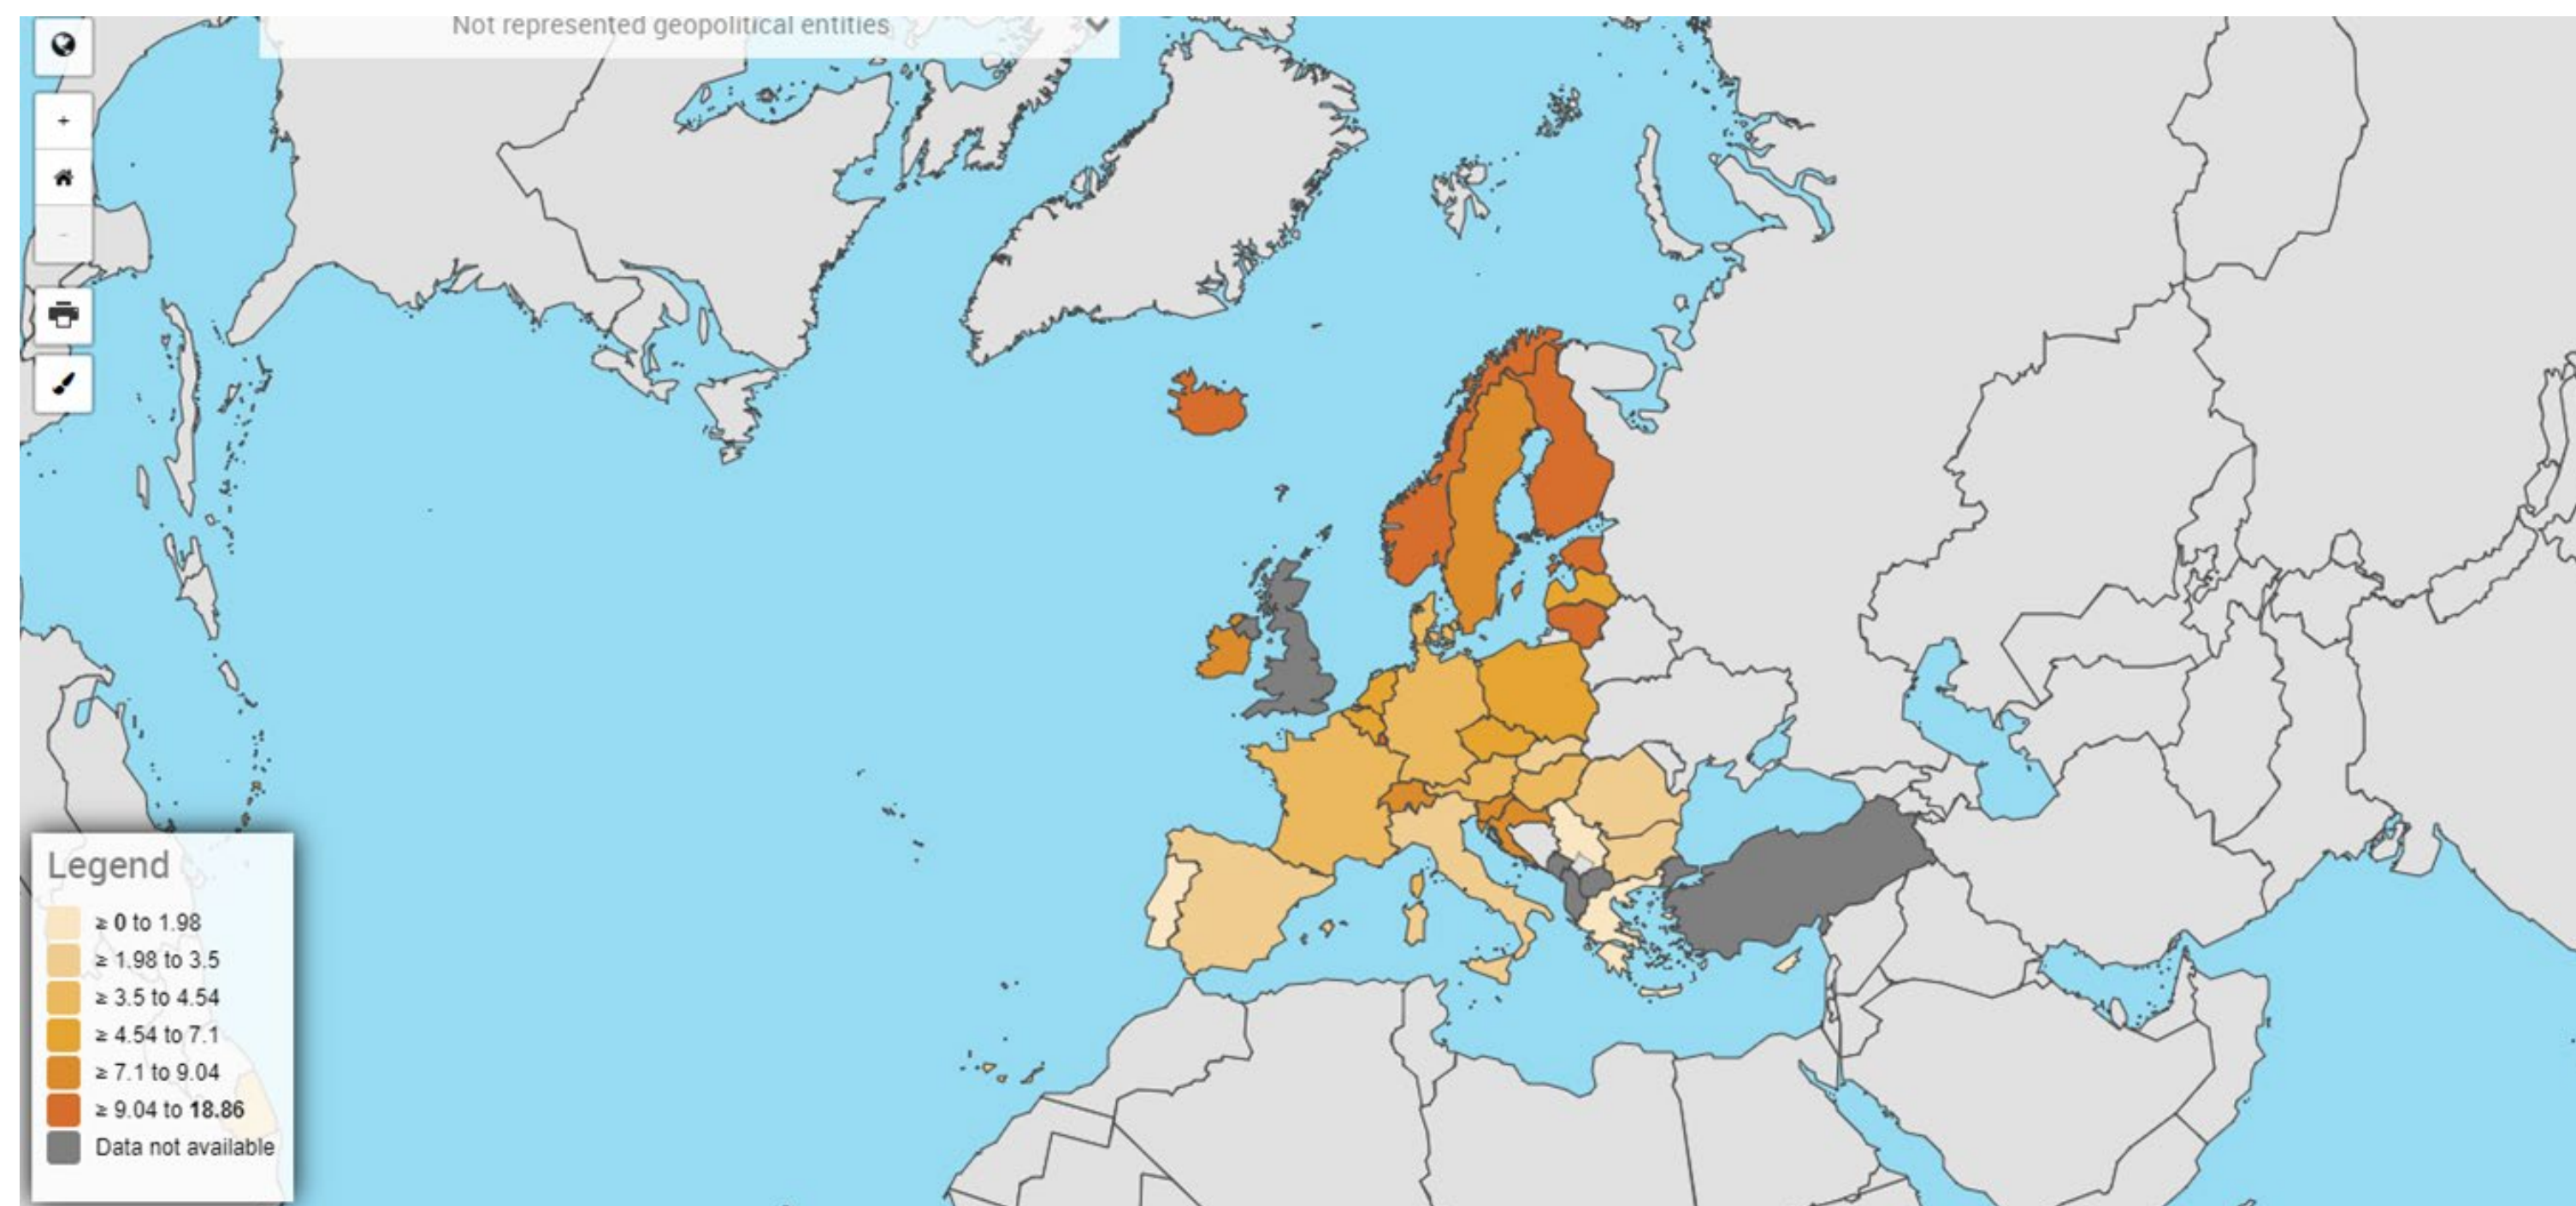 Not represented geopolitical entities
+
-
Legend
≥ 0 to 1.98
≥ 1.98 to 3.5
≥ 3.5 to 4.54
≥ 4.54 to 7.1
≥ 7.1 to 9.04
≥ 9.04 to 18.86
Data not available